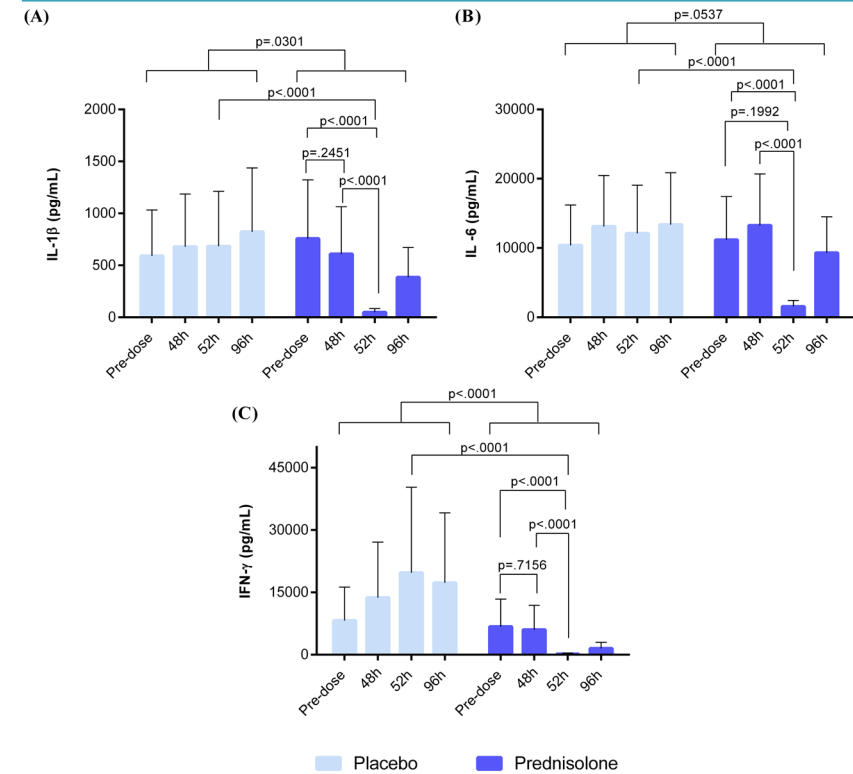 (A)
p=.0301
p<.0001
p<.0001
p=.2451
p<.0001
IL-1β (pg/mL)
2000
1500
1000
500
0
Pre-dose
48h
52h
96h
Pre-dose
48h
52h
96h
(B)
p=.0537
p<.0001
p<.0001
p=.1992
p<.0001
IL -6 (pg/mL)
30000
20000
10000
0
Pre-dose
48h
52h
96h
Pre-dose
48h
52h
96h
(C)
p<.0001
p<.0001
p<.0001
p<.0001
p=.7156
IFN-γ (pg/mL)
45000
30000
15000
0
Pre-dose
48h
52h
96h
Pre-dose
48h
52h
96h
Placebo
Prednisolone